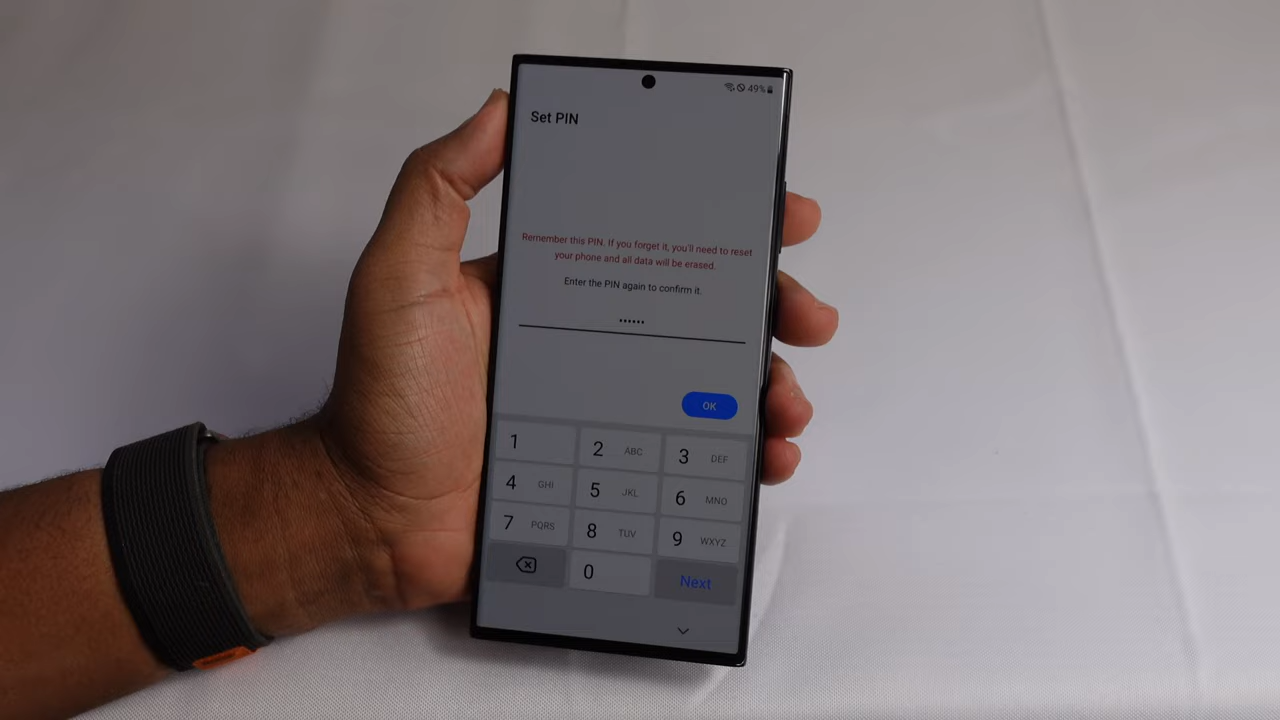 49%
Set PIN
Remember this PIN. If you forget it, you'll need to reset
your phone and all data will be erased.
Enter the PIN again to confirm it.
••••••
OK
1 2 ABC 3 DEF
4 GHI 5 JKL 6 MNO
7 PQRS 8 TUV 9 WXYZ
0 Next